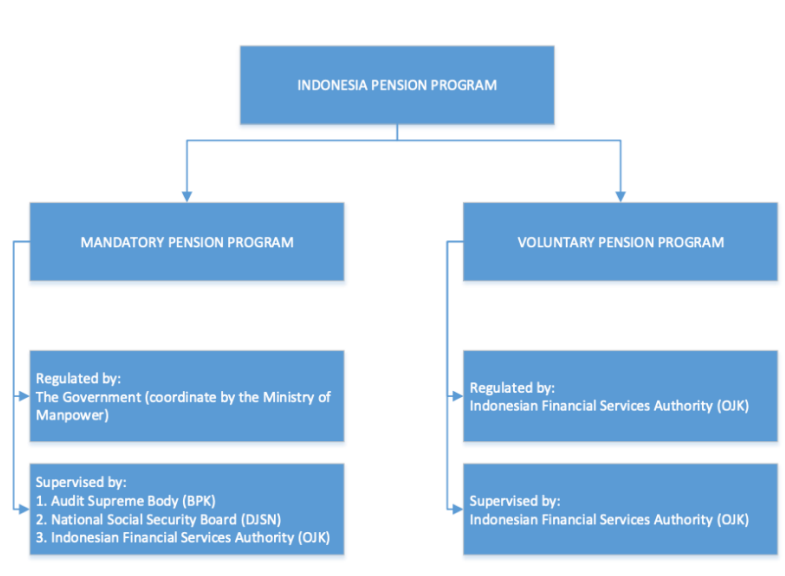 INDONESIA PENSION PROGRAM
MANDATORY PENSION PROGRAM
VOLUNTARY PENSION PROGRAM
Regulated by:
The Government (coordinate by the Ministry of
Manpower)
Regulated by:
Indonesian Financial Services Authority (OJK)
Supervised by:
1. Audit Supreme Body (BPK)
2. National Social Security Board (DJSN)
3. Indonesian Financial Services Authority (OJK)
Supervised by:
Indonesian Financial Services Authority (OJK)